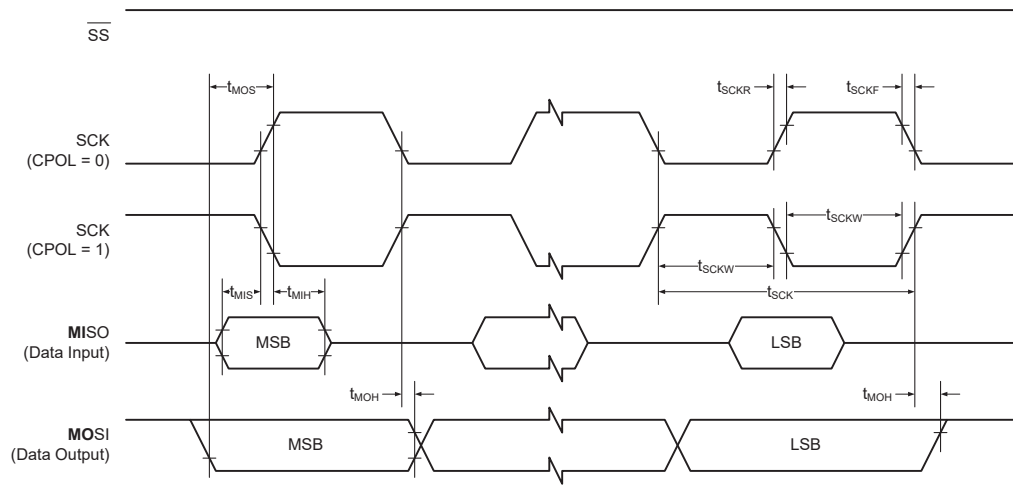 SS
tMOS
tSCKR
tSCKF
SCK
(CPOL = 0)
SCK
(CPOL = 1)
tSCKW
tSCKW
tSCK
tMIS
tMIH
MISO
(Data Input)
MSB
LSB
tMOH
tMOH
MOSI
(Data Output)
MSB
LSB